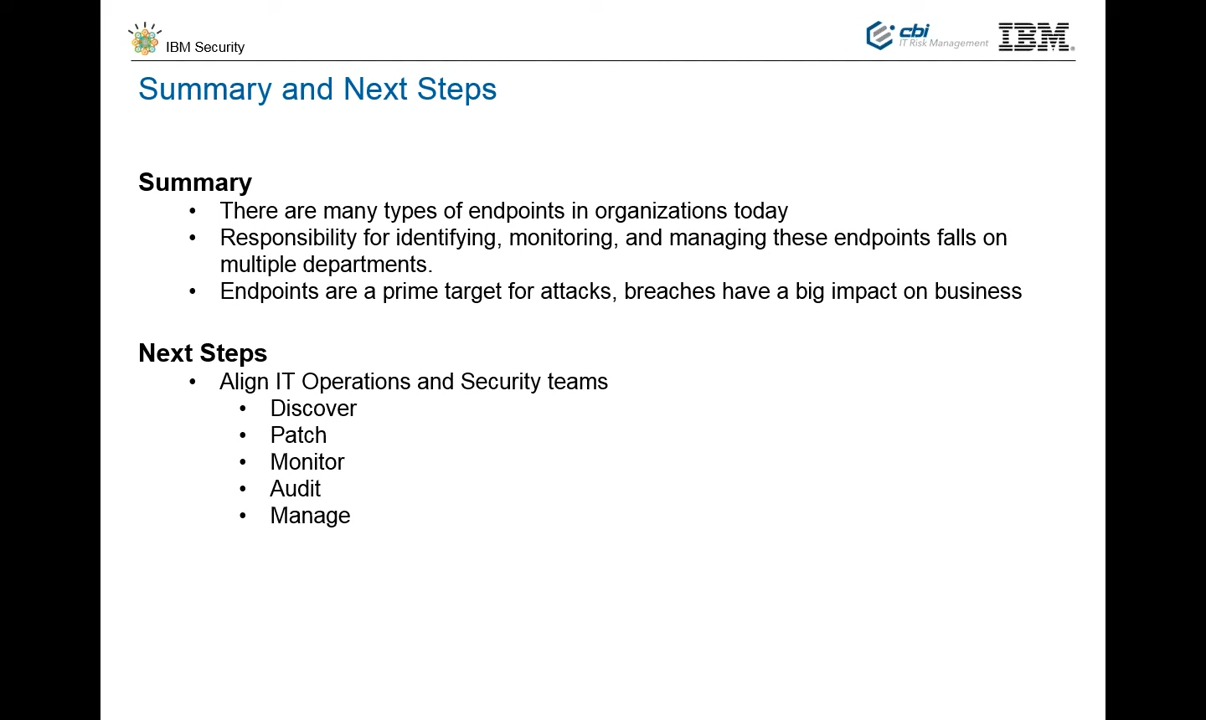 IBM Security
cbi
IT Risk Management
IBM
Summary and Next Steps
Summary
• There are many types of endpoints in organizations today
• Responsibility for identifying, monitoring, and managing these endpoints falls on
multiple departments.
• Endpoints are a prime target for attacks, breaches have a big impact on business
Next Steps
• Align IT Operations and Security teams
• Discover
• Patch
• Monitor
• Audit
• Manage